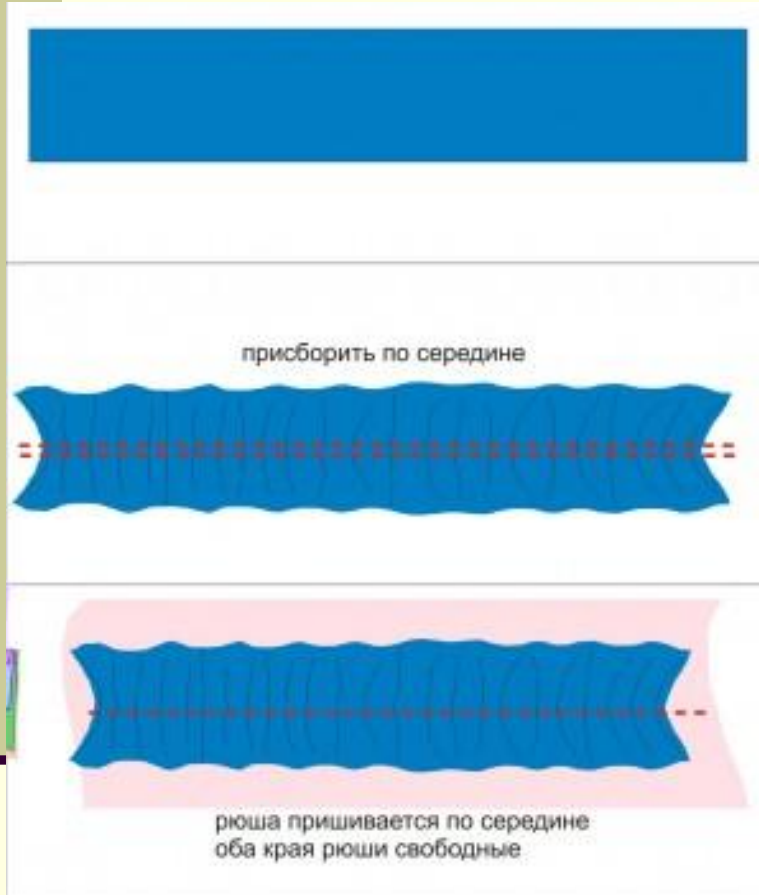 присборить по середине
рюша пришивается по середине
оба края рюши свободные